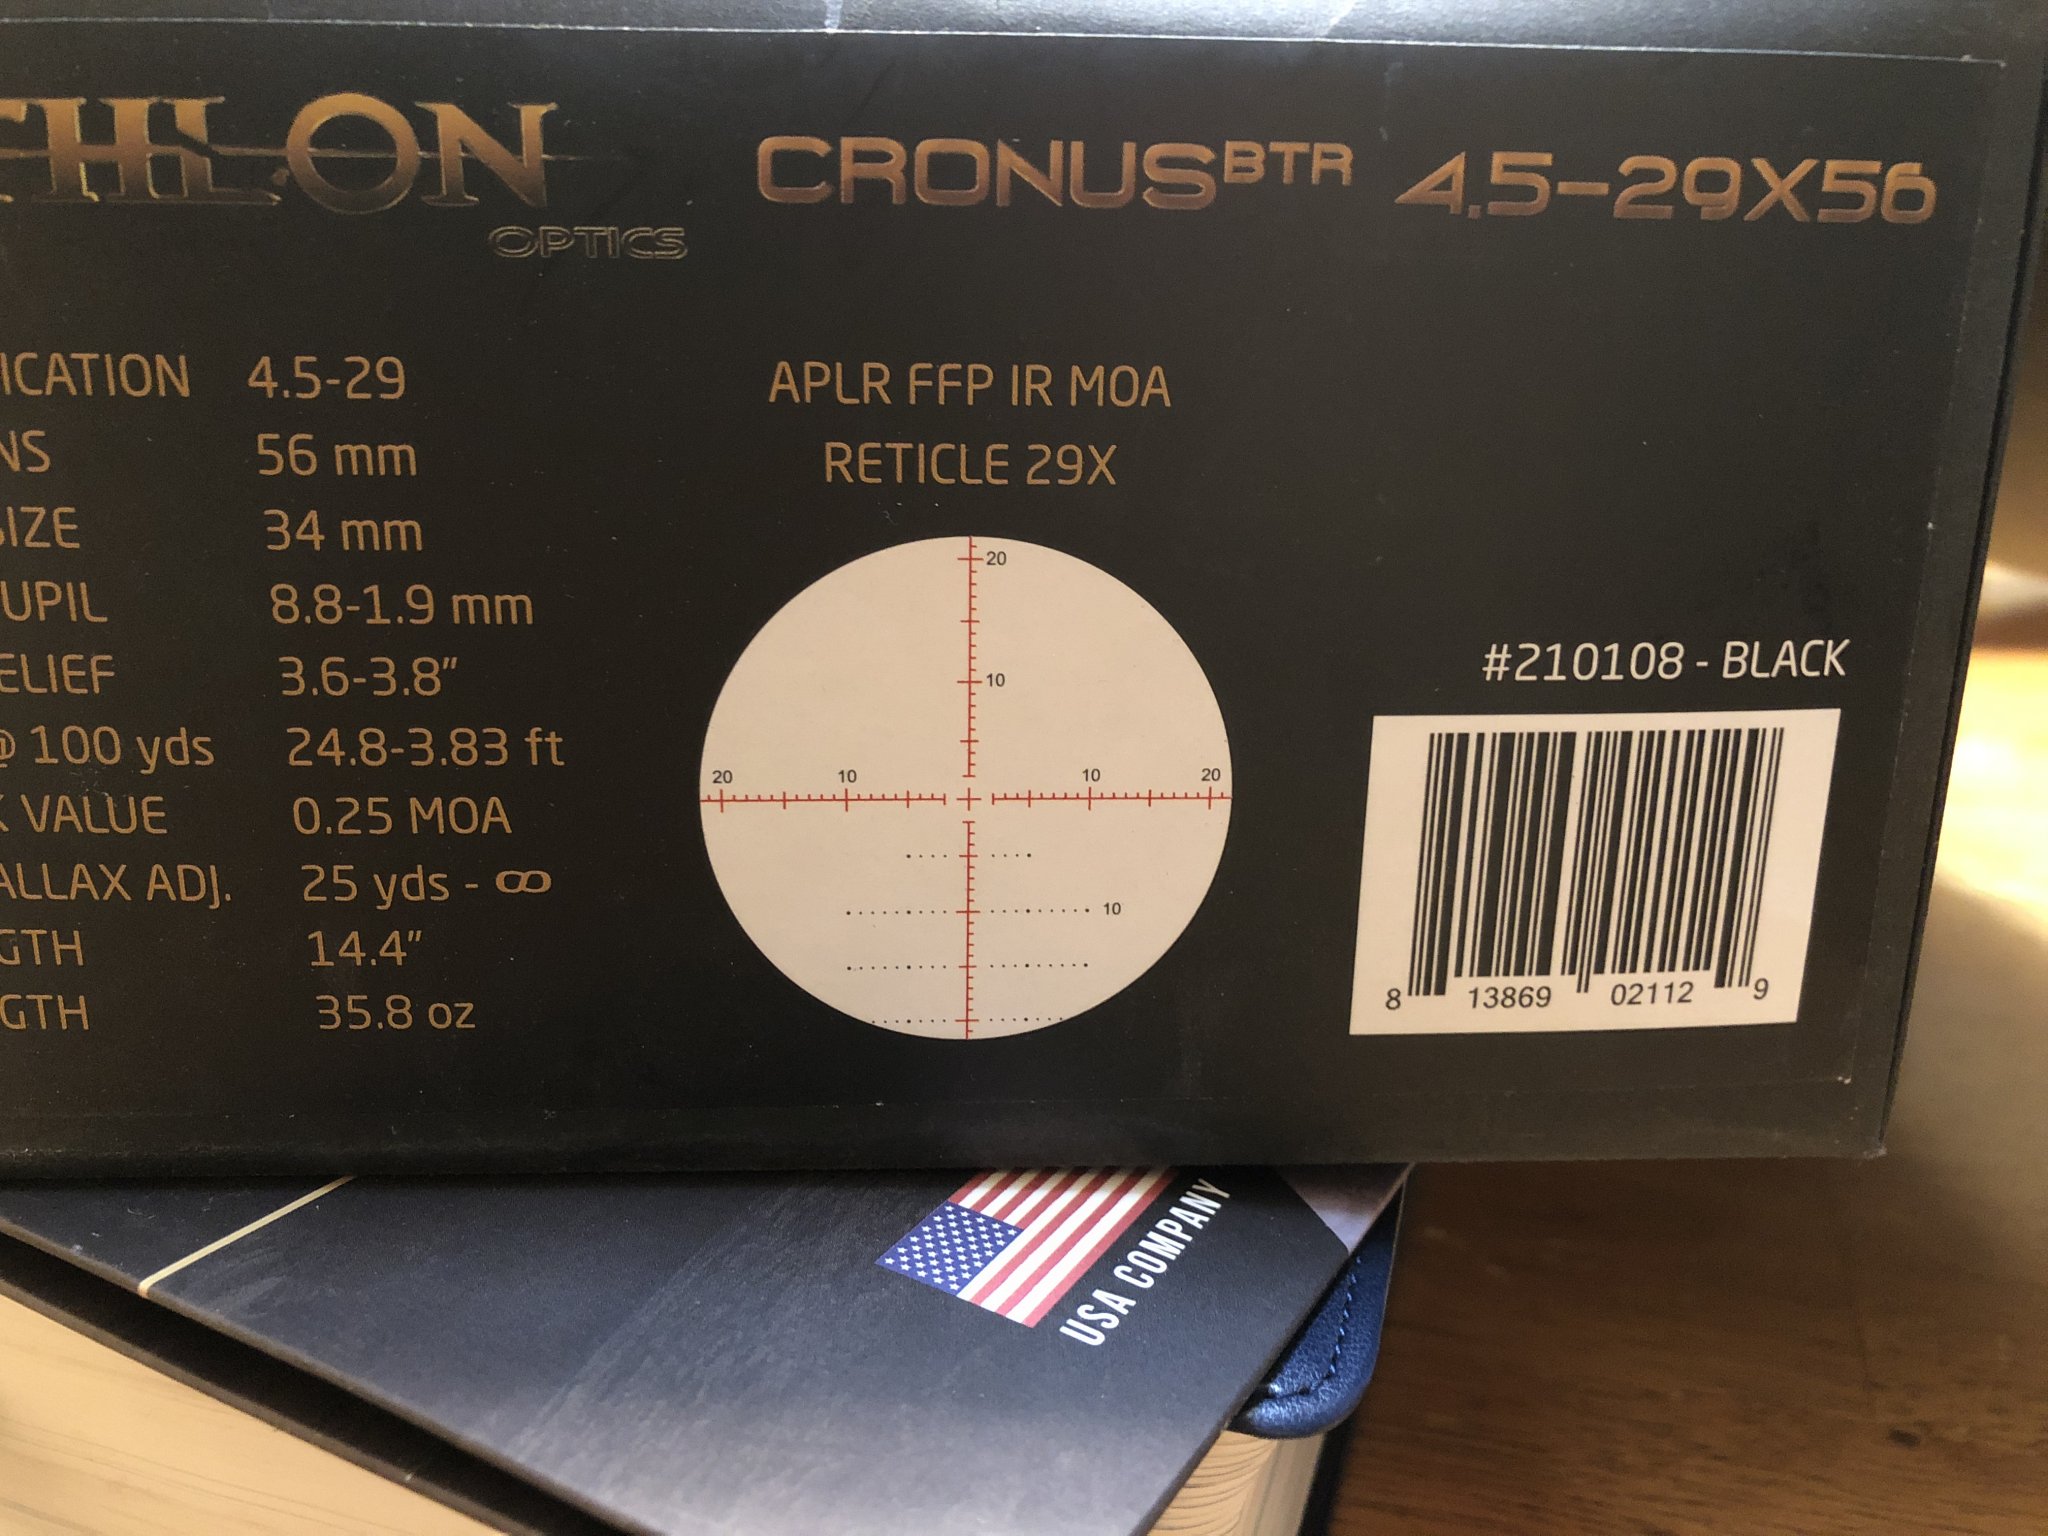 THLON
OPTICS
CRONUS BTR 4.5-29X56
ICATION 4.5-29
NS 56 mm
SIZE 34 mm
UPIL 8.8-1.9 mm
ELIEF 3.6-3.8"
@ 100 yds 24.8-3.83 ft
K VALUE 0.25 MOA
ALLAX ADJ. 25 yds - ∞
GTH 14.4"
GTH 35.8 oz
APLR FFP IR MOA
RETICLE 29X
20
10
20 10 10 20
10
#210108 - BLACK
8 13869 02112 9
USA COMPANY